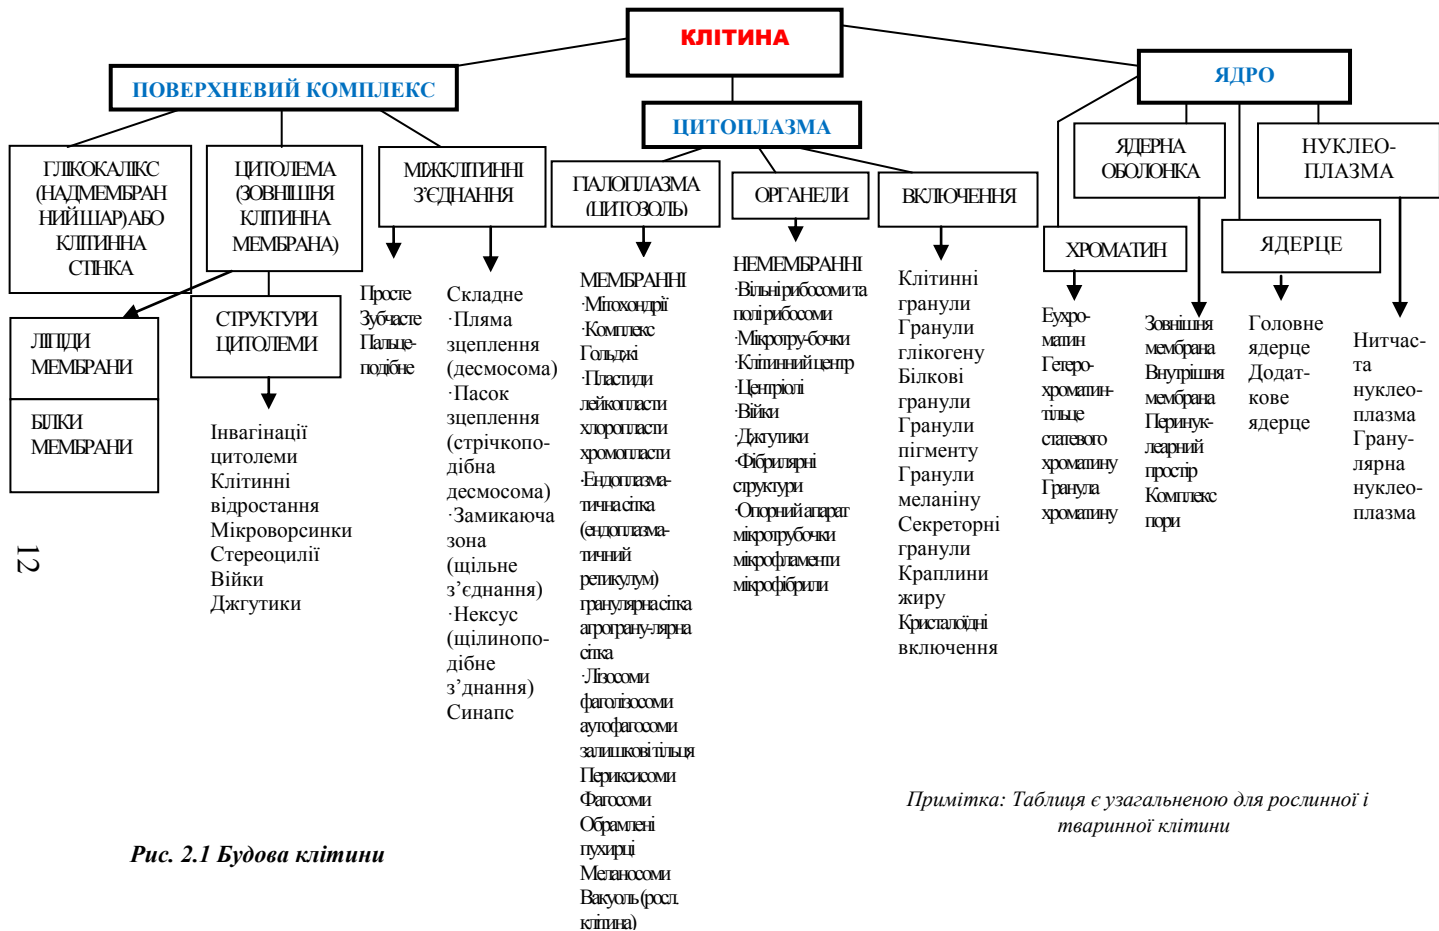 КЛІТИНА
ПОВЕРХНЕВИЙ КОМПЛЕКС
ЦИТОПЛАЗМА
ЯДРО
ГЛІКОКАЛІКС
(НАДМЕМБРАН
НИЙ ШАР) АБО
КЛІТИННА
СТІНКА
ЦИТОЛЕМА
(ЗОВНІШНЯ
КЛІТИННА
МЕМБРАНА)
МІЖКЛІТИННІ
З’ЄДНАННЯ
ГІАЛОПЛАЗМА
(ЦИТОЗОЛЬ)
ОРГАНЕЛИ
ВКЛЮЧЕННЯ
ХРОМАТИН
ЯДЕРНА
ОБОЛОНКА
ЯДЕРЦЕ
НУКЛЕО-
ПЛАЗМА
ЛІПІДИ
МЕМБРАНИ
БІЛКИ
МЕМБРАНИ
СТРУКТУРИ
ЦИТОЛЕМИ
Інвагінації
цитолеми
Клітинні
відростання
Мікроворсинки
Стереоцилії
Війки
Джгутики
Просте
Зубчасте
Пальце-
подібне
Складне
·Пляма
зцеплення
(десмосома)
·Пасок
зцеплення
(стрічкопо-
дібна
десмосома)
·Замикаюча
зона
(щільне
з’єднання)
·Нексус
(щілинопо-
дібне
з’днання)
Синапс
МЕМБРАННІ
·Мітохондрії
·Комплекс
Гольджі
·Пластиди
лейкопласти
хлоропласти
хромопласти
·Ендоплазма-
тична сітка
(ендоплазма-
тичний
ретикулум)
гранулярна сітка
агрограну-лярна
сітка
·Лізосоми
фаголізосоми
аутофагосоми
залишкові тільця
Периксисоми
Фагосоми
Обрамлені
пухирці
Меланосоми
Вакуоль (росл.
клітина)
НЕМЕМБРАННІ
·Вільні рибосоми та
полі рибосоми
·Мікротру-бочки
·Клітинний центр
·Центріолі
·Війки
·Джгутики
·Фібрилярні
структури
·Опорний апарат
мікротрубочки
мікрофламенти
мікрофібрили
Клітинні
гранули
Гранули
глікогену
Білкові
гранули
Гранули
пігменту
Гранули
меланіну
Секреторні
гранули
Краплини
жиру
Кристалоїдні
включення
Еухро-
матин
Гетеро-
хроматин-
тільце
статевого
хроматину
Гранула
хроматину
Зовнішня
мембрана
Внутрішня
мембрана
Перинук-
леарний
простір
Комплекс
пори
Головне
ядерце
Додат-
кове
ядерце
Нитчас-
та
нуклео-
плазма
Грану-
лярна
нуклео-
плазма
12
Примітка: Таблиця є узагальненою для рослинної і
тваринної клітини
Рис. 2.1 Будова клітини